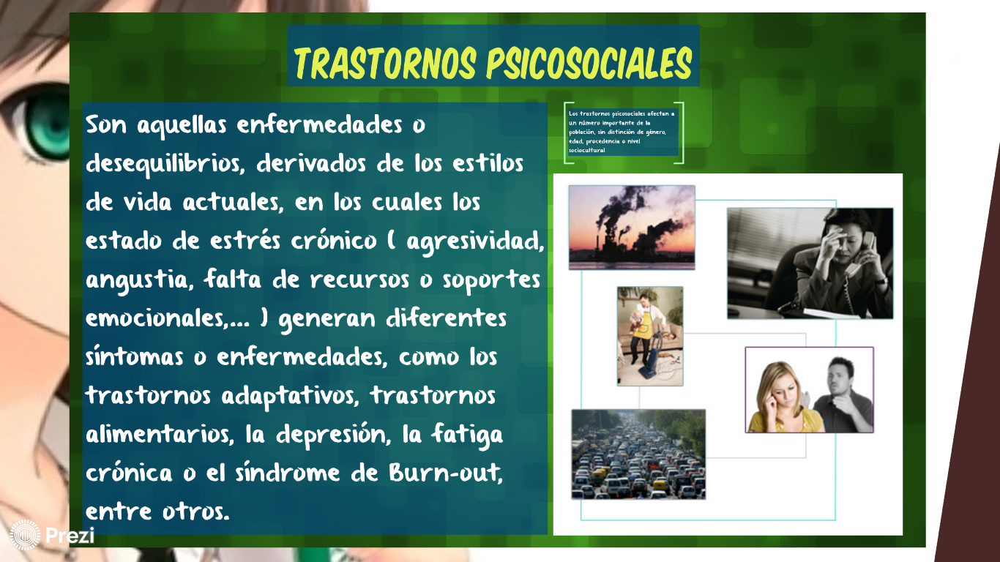 TRASTORNOS PSICOSOCIALES
Son aquellas enfermedades o
desequilibrios, derivados de los estilos
de vida actuales, en los cuales los
estado de estrés crónico ( agresividad,
angustia, falta de recursos o soportes
emocionales,... ) generan diferentes
síntomas o enfermedades, como los
trastornos adaptativos, trastornos
alimentarios, la depresión, la fatiga
crónica o el síndrome de Burn-out,
entre otros.
Los trastornos psicosociales afectan a
un número importante de la
población, sin distinción de género,
edad, procedencia o nivel
sociocultural
Prezi